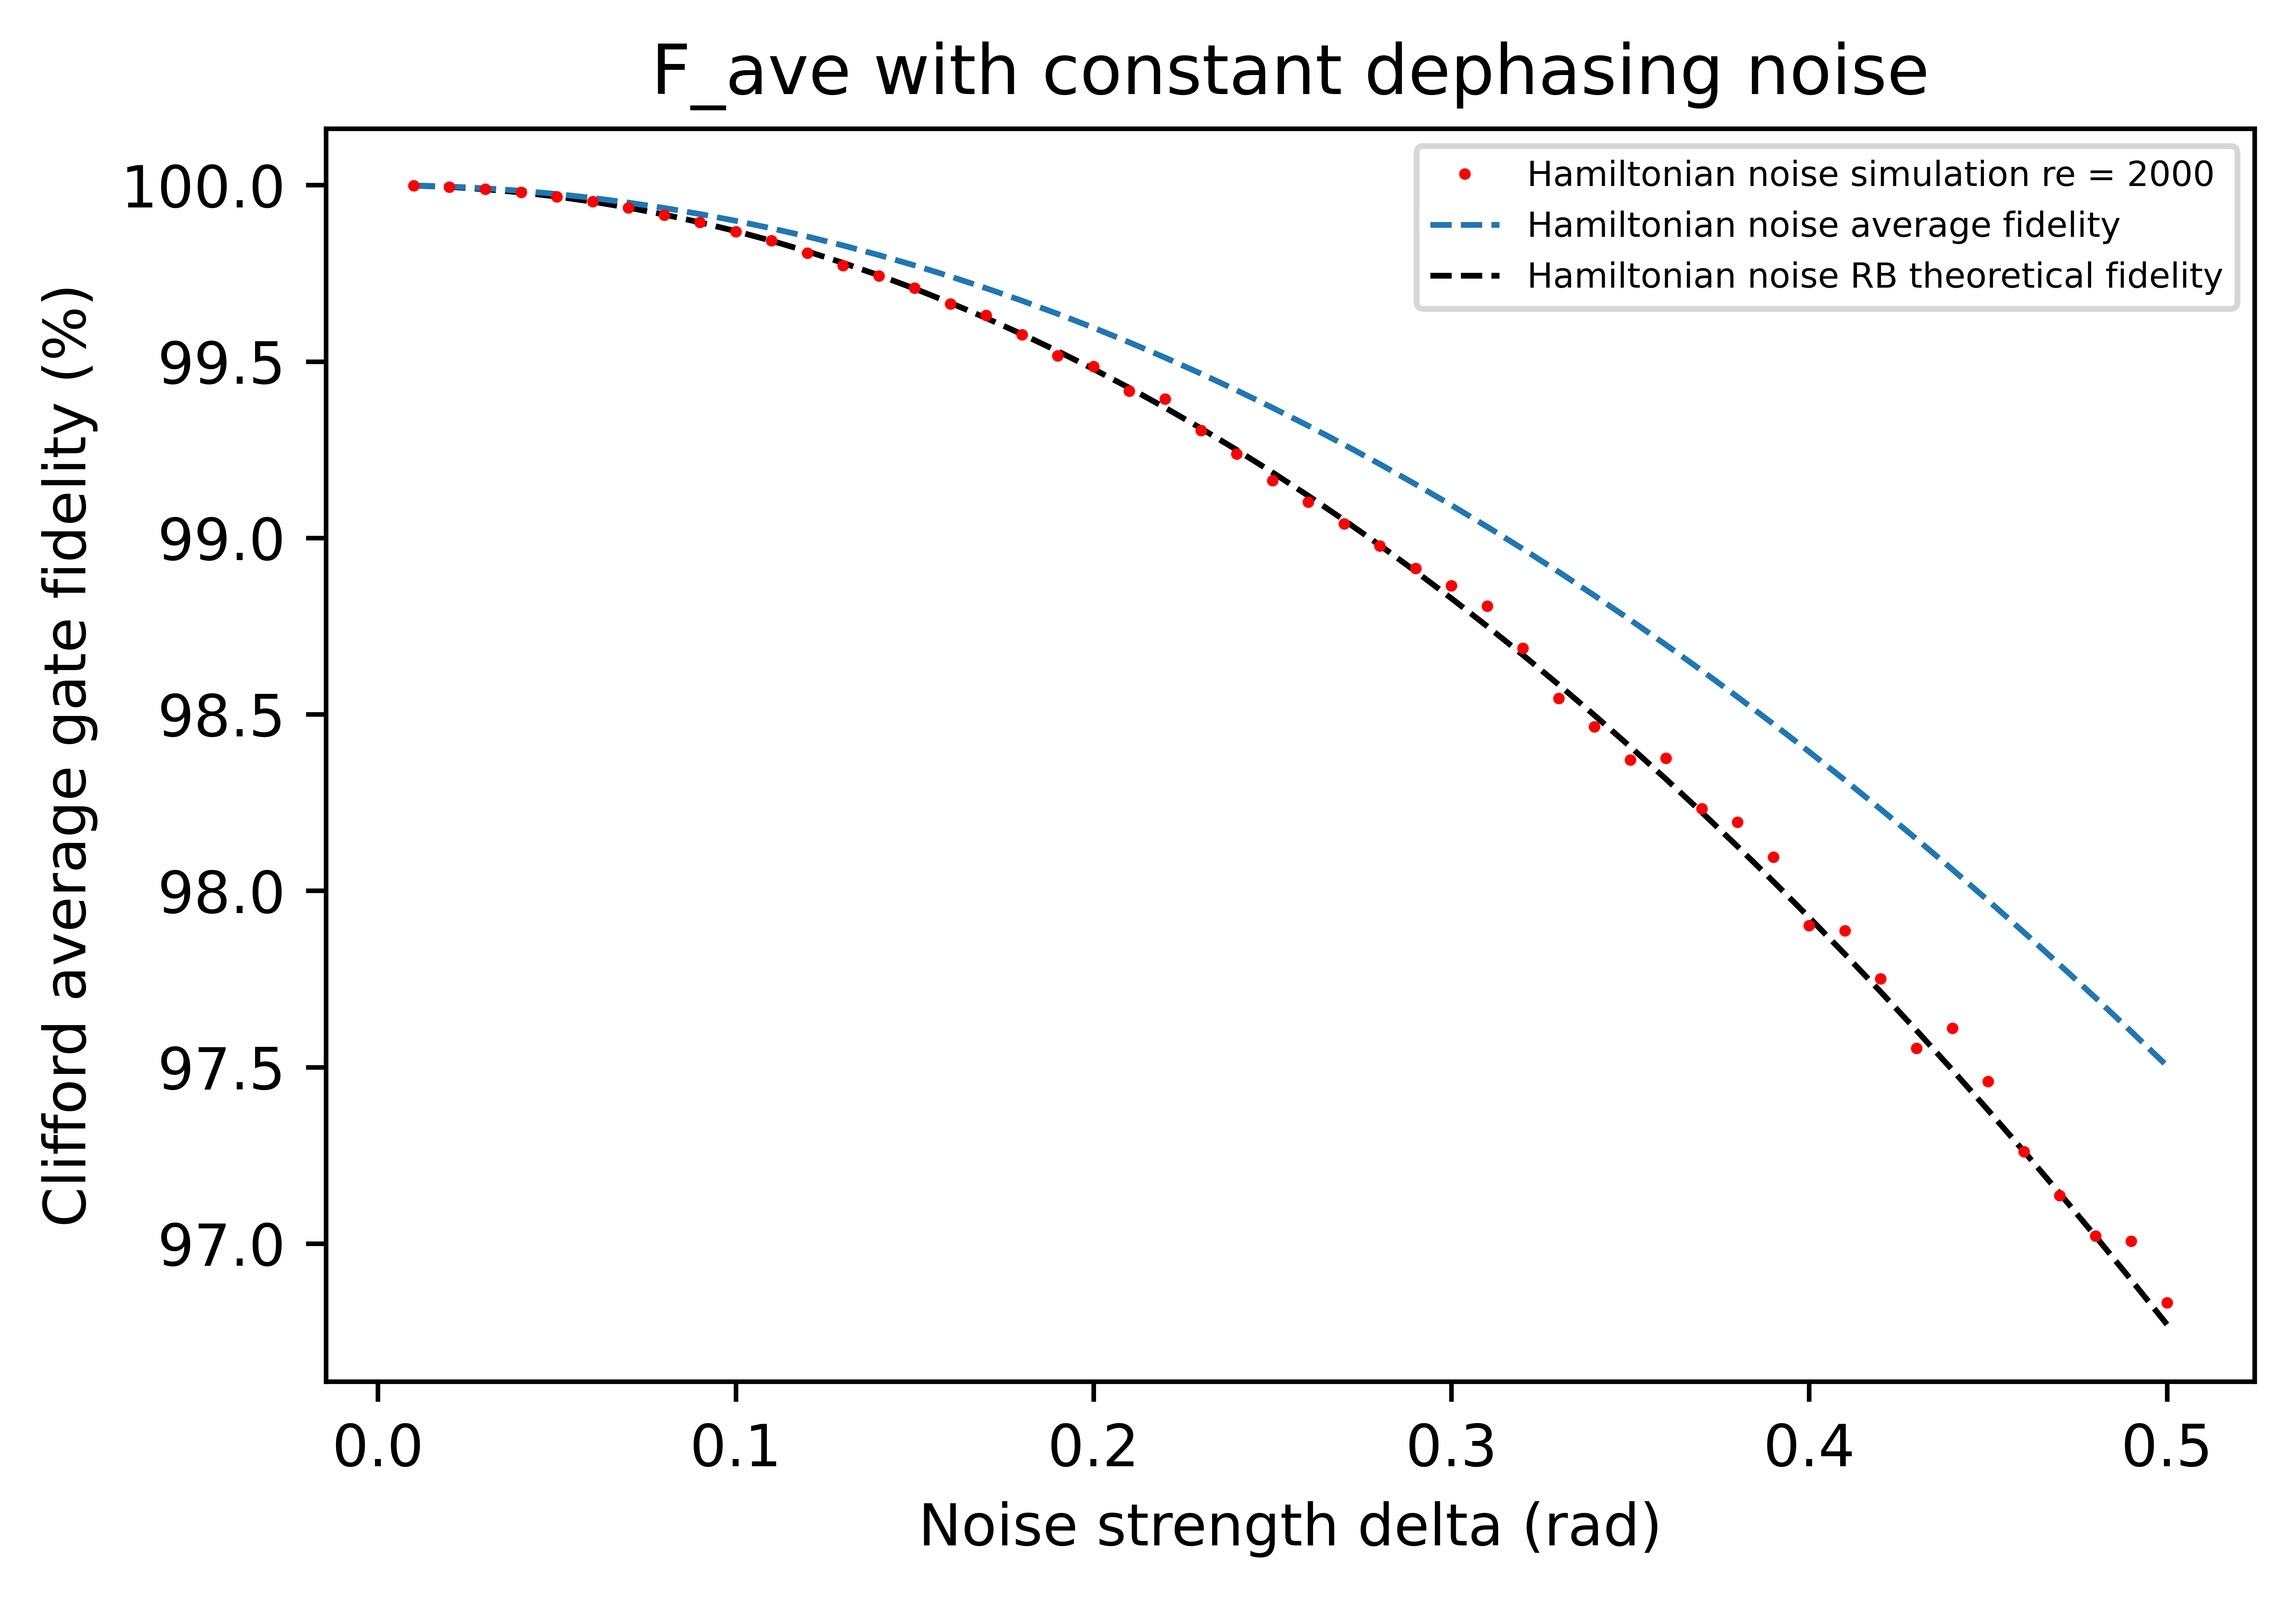 F_ave with constant dephasing noise
Hamiltonian noise simulation re = 2000
Hamiltonian noise average fidelity
Hamiltonian noise RB theoretical fidelity
Clifford average gate fidelity (%)
100.0
99.5
99.0
98.5
98.0
97.5
97.0
0.0 0.1 0.2 0.3 0.4 0.5
Noise strength delta (rad)